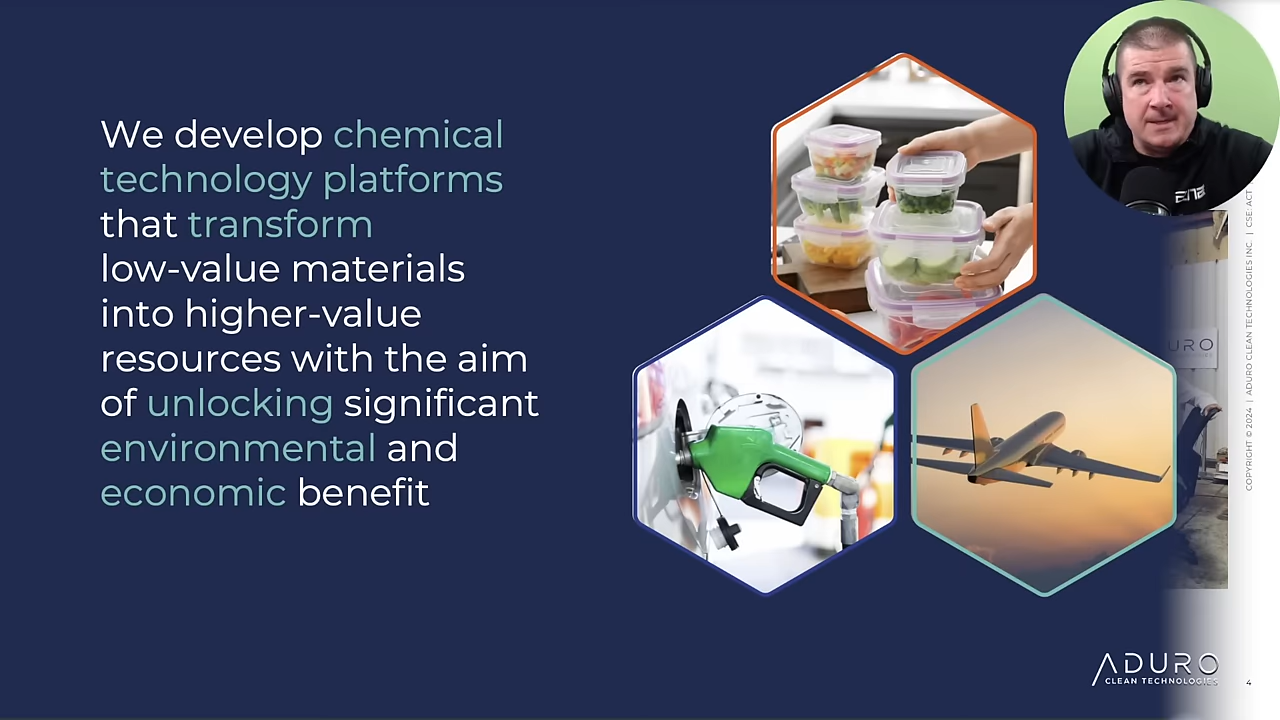 We develop chemical
technology platforms
that transform
low-value materials
into higher-value
resources with the aim
of unlocking significant
environmental and
economic benefit
URO
COPYRIGHT © 2024 | ADURO CLEAN TECHNOLOGIES INC. | CSE: ACT
ADURO
CLEAN TECHNOLOGIES
4